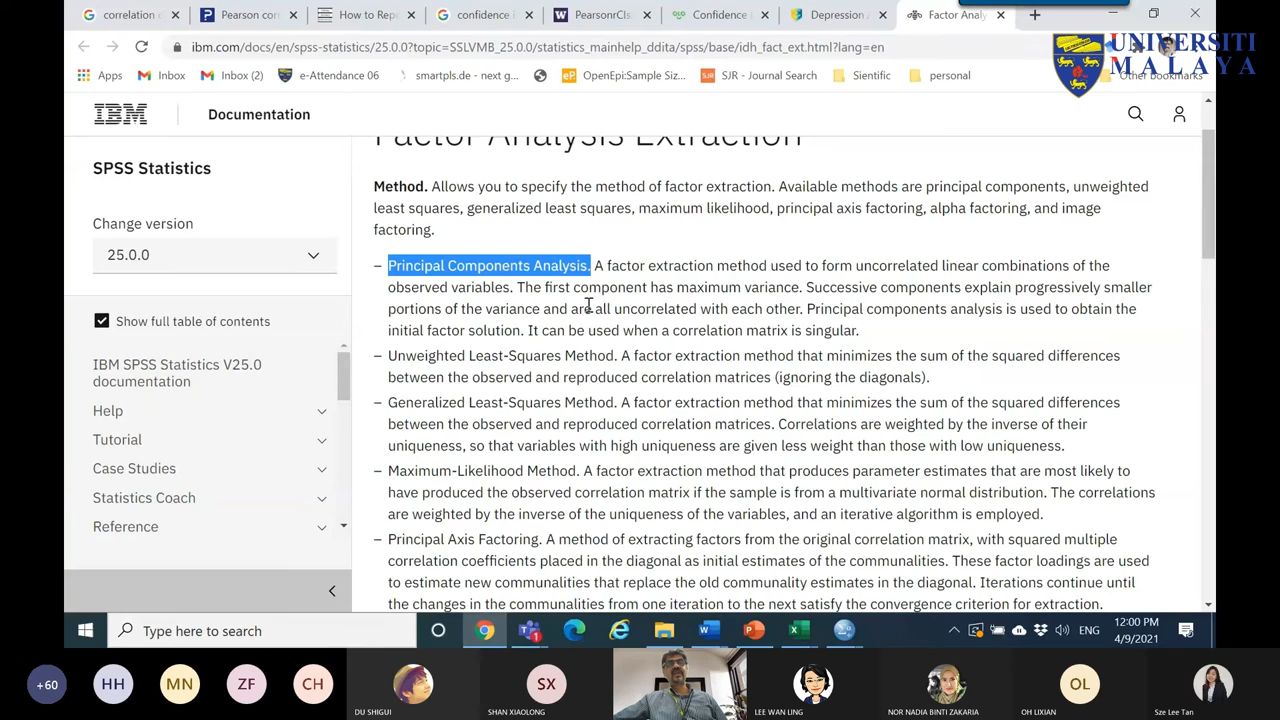 correlation c
Pearson corr
How to Repo
confidence i
PearsonrCIse
Confidence
Depression A
Factor Analy
ibm.com/docs/en/spss-statistics/25.0.0?topic=SSLVMB_25.0.0/statistics_mainhelp_ddita/spss/base/idh_fact_ext.html?lang=en
UNIVERSITI
MALAYA
Apps
Inbox
Inbox (2)
e-Attendance 06
smartpls.de - next g...
OpenEpi:Sample Siz...
SJR - Journal Search
Sientific
personal
Other bookmarks
IBM
Documentation
SPSS Statistics
Change version
25.0.0
Show full table of contents
IBM SPSS Statistics V25.0
documentation
Help
Tutorial
Case Studies
Statistics Coach
Reference
Factor Analysis Extraction
Method. Allows you to specify the method of factor extraction. Available methods are principal components, unweighted
least squares, generalized least squares, maximum likelihood, principal axis factoring, alpha factoring, and image
factoring.
– Principal Components Analysis. A factor extraction method used to form uncorrelated linear combinations of the
observed variables. The first component has maximum variance. Successive components explain progressively smaller
portions of the variance and are all uncorrelated with each other. Principal components analysis is used to obtain the
initial factor solution. It can be used when a correlation matrix is singular.
– Unweighted Least-Squares Method. A factor extraction method that minimizes the sum of the squared differences
between the observed and reproduced correlation matrices (ignoring the diagonals).
– Generalized Least-Squares Method. A factor extraction method that minimizes the sum of the squared differences
between the observed and reproduced correlation matrices. Correlations are weighted by the inverse of their
uniqueness, so that variables with high uniqueness are given less weight than those with low uniqueness.
– Maximum-Likelihood Method. A factor extraction method that produces parameter estimates that are most likely to
have produced the observed correlation matrix if the sample is from a multivariate normal distribution. The correlations
are weighted by the inverse of the uniqueness of the variables, and an iterative algorithm is employed.
– Principal Axis Factoring. A method of extracting factors from the original correlation matrix, with squared multiple
correlation coefficients placed in the diagonal as initial estimates of the communalities. These factor loadings are used
to estimate new communalities that replace the old communality estimates in the diagonal. Iterations continue until
the changes in the communalities from one iteration to the next satisfy the convergence criterion for extraction.
Type here to search
ENG
12:00 PM
4/9/2021
+60
HH
MN
ZF
CH
SX
OL
DU SHIGUI
SHAN XIAOLONG
LEE WAN LING
NOR NADIA BINTI ZAKARIA
OH LIXIAN
Sze Lee Tan